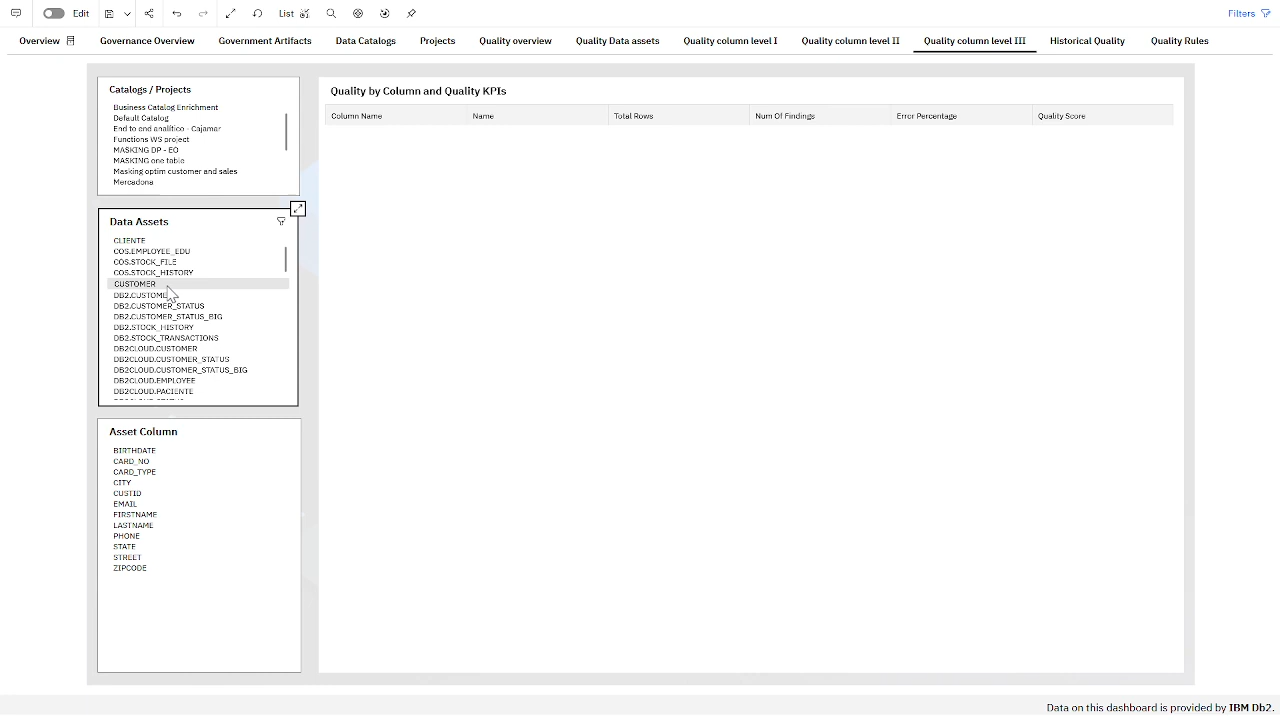 Edit List Filters
Overview Governance Overview Government Artifacts Data Catalogs Projects Quality overview Quality Data assets Quality column level I Quality column level II Quality column level III Historical Quality Quality Rules
Catalogs / Projects
Business Catalog Enrichment
Default Catalog
End to end analítico - Cajamar
Functions WS project
MASKING DP - EO
MASKING one table
Masking optim customer and sales
Mercadona
Data Assets
CLIENTE
COS.EMPLOYEE_EDU
COS.STOCK_FILE
COS.STOCK_HISTORY
CUSTOMER
DB2.CUSTOME
DB2.CUSTOMER_STATUS
DB2.CUSTOMER_STATUS_BIG
DB2.STOCK_HISTORY
DB2.STOCK_TRANSACTIONS
DB2CLOUD.CUSTOMER
DB2CLOUD.CUSTOMER_STATUS
DB2CLOUD.CUSTOMER_STATUS_BIG
DB2CLOUD.EMPLOYEE
DB2CLOUD.PACIENTE
Asset Column
BIRTHDATE
CARD_NO
CARD_TYPE
CITY
CUSTID
EMAIL
FIRSTNAME
LASTNAME
PHONE
STATE
STREET
ZIPCODE
Quality by Column and Quality KPIs
Column Name Name Total Rows Num Of Findings Error Percentage Quality Score
Data on this dashboard is provided by IBM Db2.